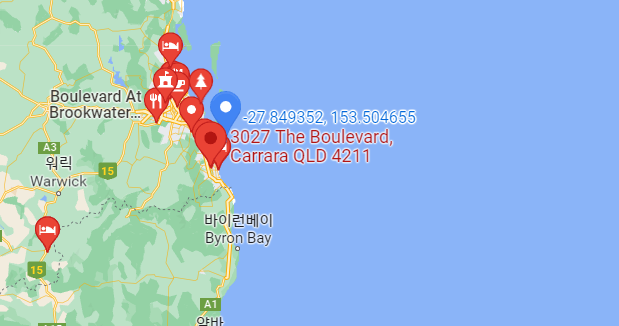 Boulevard At
Brookwater...
-27.849352, 153.504655
3027 The Boulevard,
Carrara QLD 4211
A3
워릭
15
Warwick
바이런베이
Byron Bay
15
A1